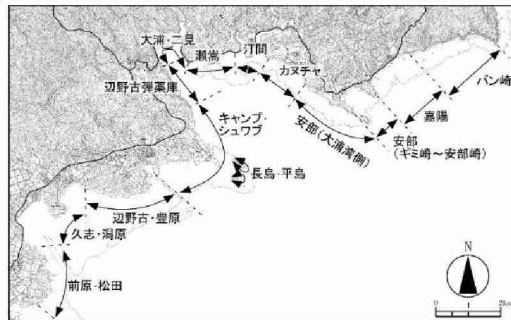 大浦・二見
瀬嵩
汀間
カヌチャ
バン崎
辺野古弾薬庫
嘉陽
キャンプ・
シュワブ
安部(大浦湾側)
安部
(ギミ崎～安部崎)
長島・平島
辺野古・豊原
久志・潟原
前原・松田
N
0
2km